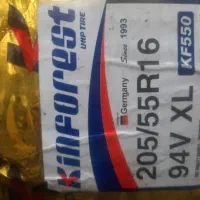 Kinforest
UHP TIRE
Germany Since 1993
205/55R16
94V XL
KF550